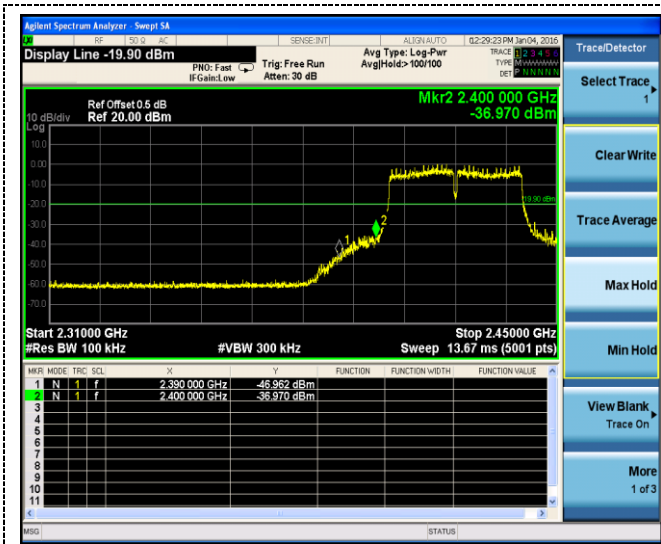 Agilent Spectrum Analyzer - Swept SA
RF 50 Ω AC SENSE:INT ALIGN AUTO 02:29:23 PM Jan 04, 2016
Display Line -19.90 dBm
PNO: Fast
IFGain:Low
Trig: Free Run
Atten: 30 dB
Avg Type: Log-Pwr
Avg|Hold:>100/100
TRACE 1 2 3 4 5 6
TYPE M
DET P N N N N N
Trace/Detector
Mkr2 2.400 000 GHz
-36.970 dBm
Ref Offset 0.5 dB
Ref 20.00 dBm
10 dB/div
Log
10.0
0.00
-10.0
-20.0
-30.0
-40.0
-50.0
-60.0
-70.0
-19.90 dBm
1
2
Start 2.31000 GHz Stop 2.45000 GHz
#Res BW 100 kHz #VBW 300 kHz Sweep 13.67 ms (5001 pts)
MKR MODE TRC SCL X Y FUNCTION FUNCTION WIDTH FUNCTION VALUE
1 N 1 f 2.390 000 GHz -46.962 dBm
2 N 1 f 2.400 000 GHz -36.970 dBm
3
4
5
6
7
8
9
10
11
MSG STATUS
Select Trace
1
Clear Write
Trace Average
Max Hold
Min Hold
View Blank
Trace On
More
1 of 3